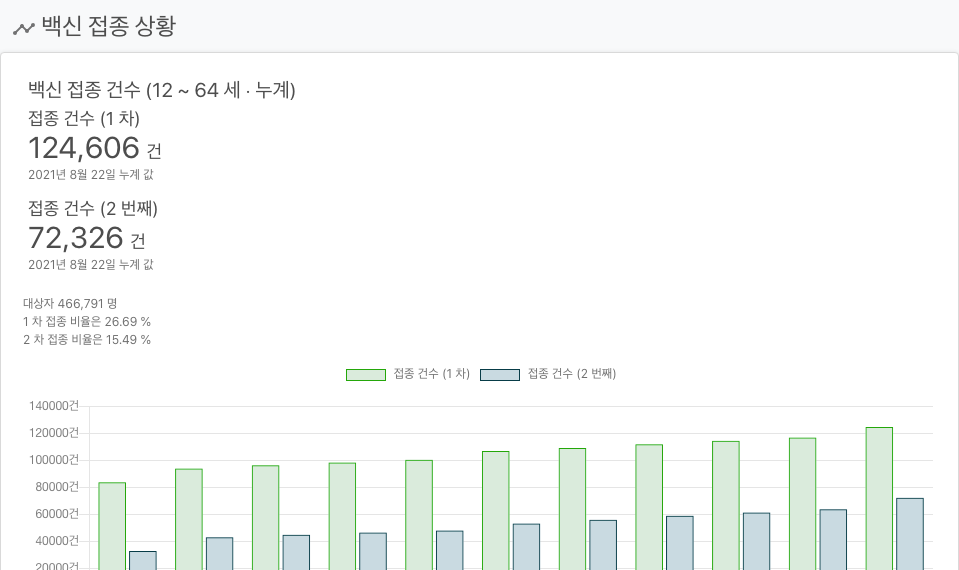 백신 접종 상황
백신 접종 건수 (12 ~ 64 세 · 누계)
접종 건수 (1 차)
124,606 건
2021년 8월 22일 누계 값
접종 건수 (2 번째)
72,326 건
2021년 8월 22일 누계 값
대상자 466,791 명
1 차 접종 비율은 26.69 %
2 차 접종 비율은 15.49 %
접종 건수 (1 차) 접종 건수 (2 번째)
140000건
120000건
100000건
80000건
60000건
40000건
20000건